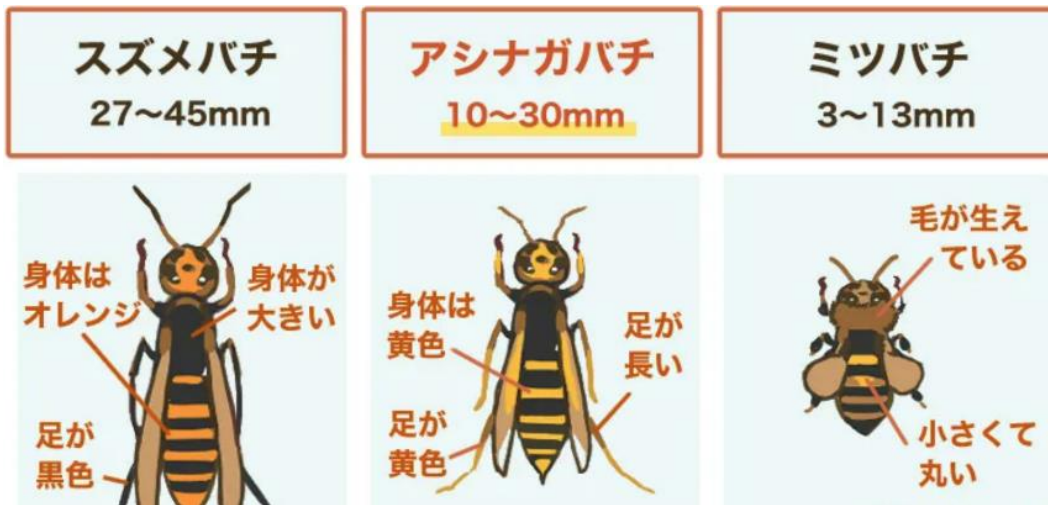 スズメバチ
27〜45mm
アシナガバチ
10〜30mm
ミツバチ
3〜13mm
身体は
オレンジ
身体が
大きい
足が
黒色
身体は
黄色
足が
長い
足が
黄色
毛が生え
ている
小さくて
丸い